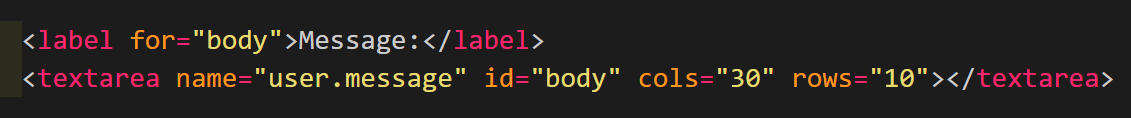 <label for="body">Message:</label>
<textarea name="user.message" id="body" cols="30" rows="10"></textarea>